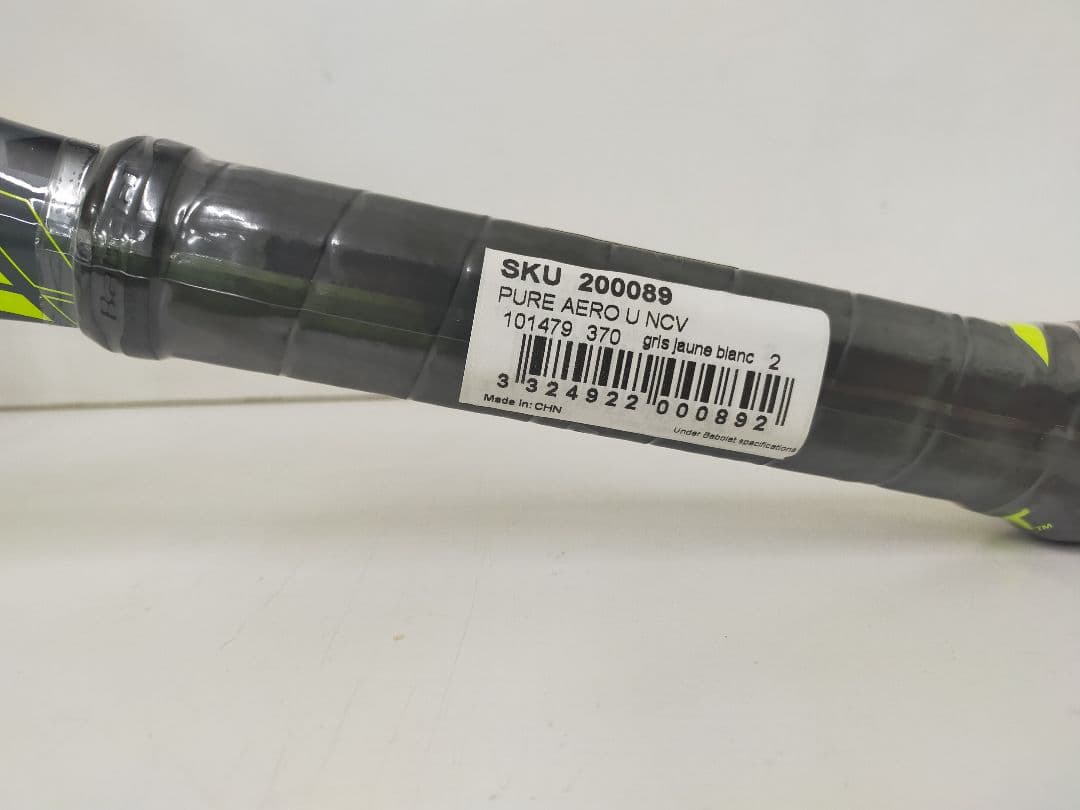 SKU 200089
PURE AERO U NCV
101479 370 gris jaune blanc 2
3 324922 000892
Made in: CHN
Under Babolat specifications
TM